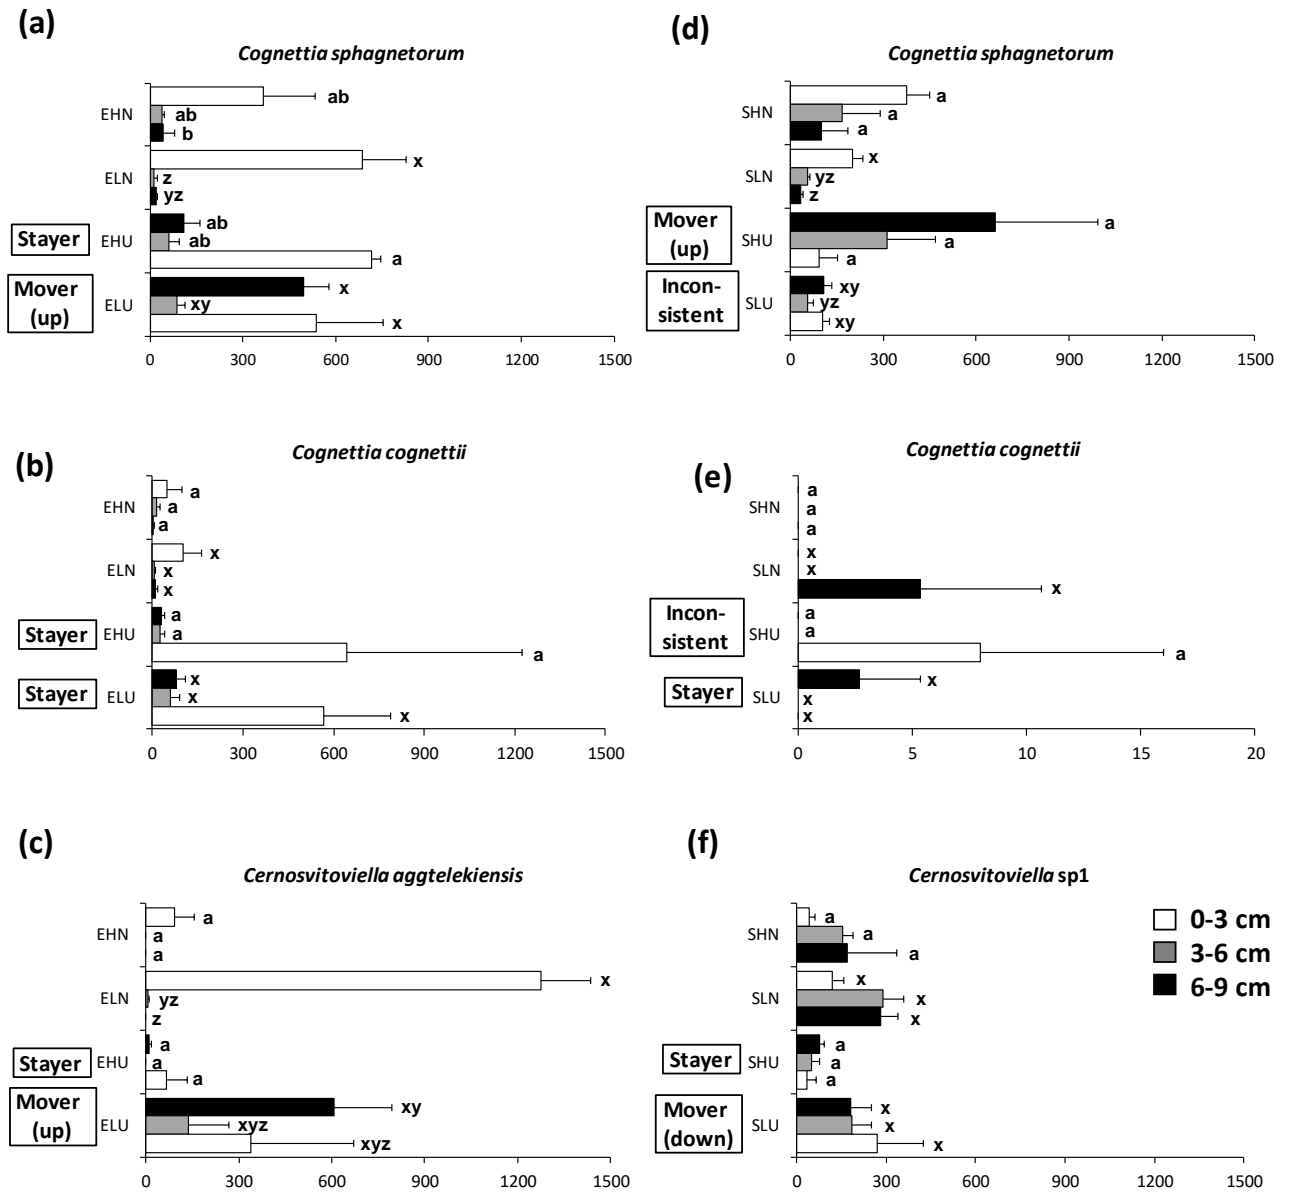 (a)
Cognettia sphagnetorum
EHN
ab
ab
b
ELN
x
z
yz
Stayer
EHU
ab
ab
a
Mover
(up)
ELU
x
xy
x
0 300 600 900 1200 1500
(d)
Cognettia sphagnetorum
SHN
a
a
a
SLN
x
yz
z
Mover
(up)
SHU
a
a
a
Incon-
sistent
SLU
xy
yz
xy
0 300 600 900 1200 1500
(b)
Cognettia cognettii
EHN
a
a
a
ELN
x
x
x
Stayer
EHU
a
a
a
Stayer
ELU
x
x
x
0 300 600 900 1200 1500
(e)
Cognettia cognettii
SHN
a
a
a
SLN
x
x
x
Incon-
sistent
SHU
a
a
a
Stayer
SLU
x
x
x
0 5 10 15 20
(c)
Cernosvitoviella aggtelekiensis
EHN
a
a
a
ELN
x
yz
z
Stayer
EHU
a
a
a
Mover
(up)
ELU
xy
xyz
xyz
0 300 600 900 1200 1500
(f)
Cernosvitoviella sp1
SHN
a
a
a
SLN
x
x
x
Stayer
SHU
a
a
a
Mover
(down)
SLU
x
x
x
0 300 600 900 1200 1500
0-3 cm
3-6 cm
6-9 cm